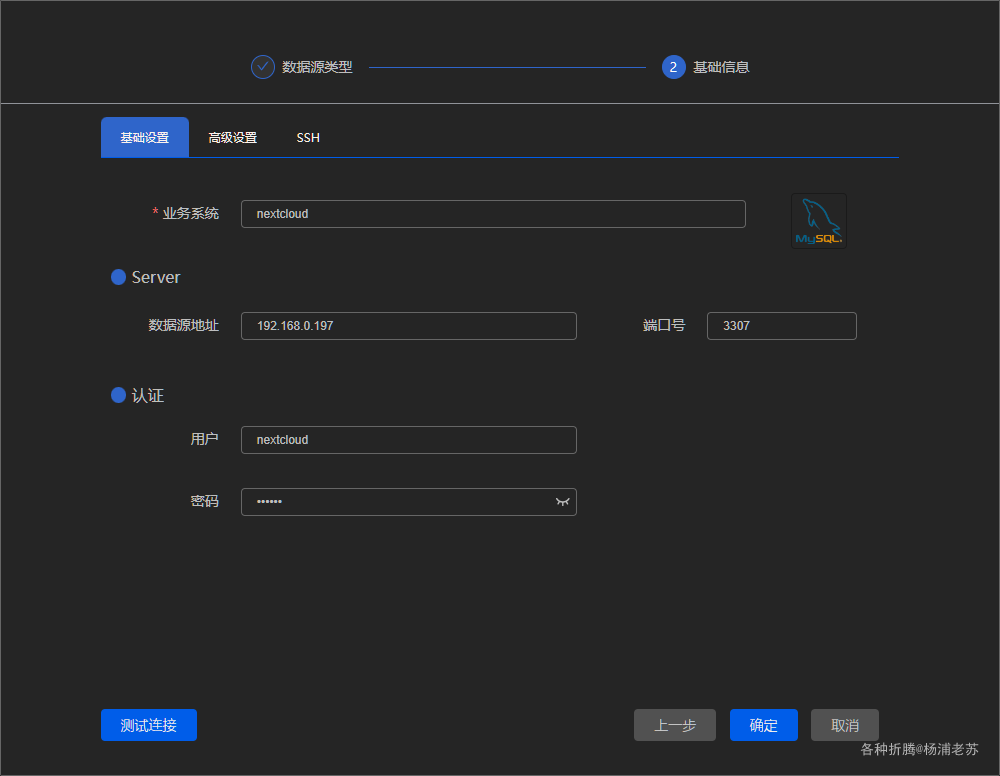 数据源类型
2 基础信息
基础设置 高级设置 SSH
* 业务系统 nextcloud
MySQL
Server
数据源地址 192.168.0.197 端口号 3307
认证
用户 nextcloud
密码 ••••••
测试连接 上一步 确定 取消
各种折腾@杨浦老苏